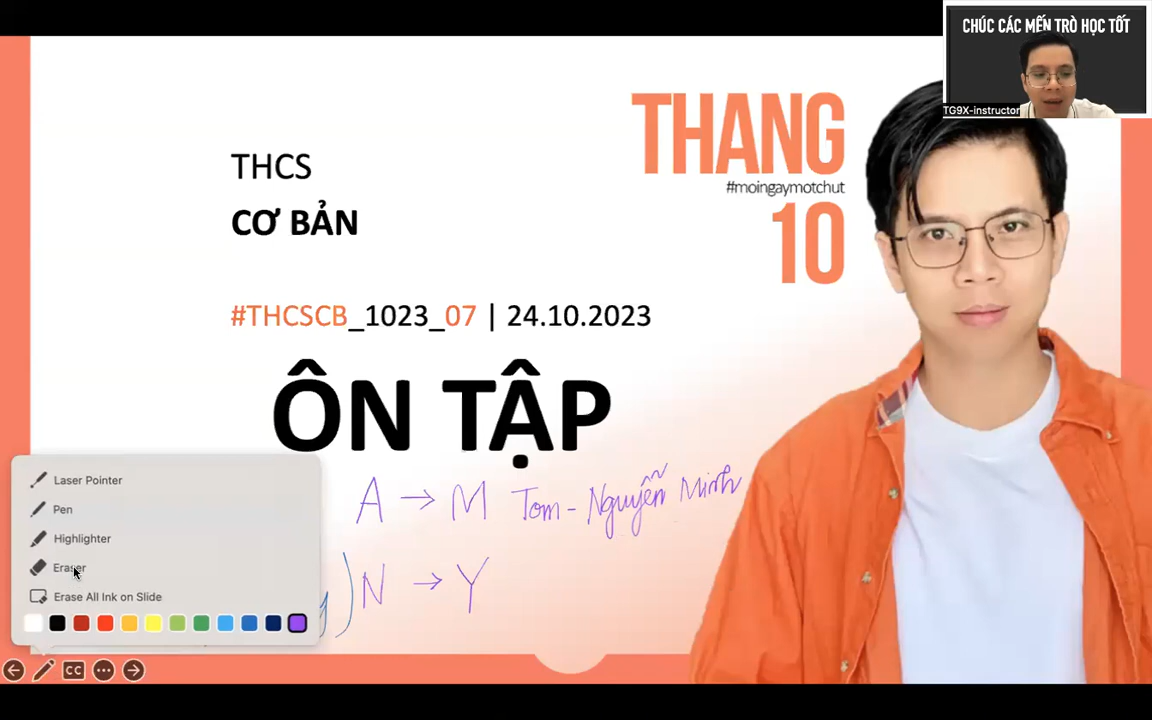 CHÚC CÁC MẾN TRÒ HỌC TỐT
TG9X-instructor
THANG
#moingaymotchut
10
THCS
CƠ BẢN
#THCSCB_1023_07 | 24.10.2023
ÔN TẬP
A → M Tom - Nguyễn Minh
y) N → Y
Laser Pointer
Pen
Highlighter
Eraser
Erase All Ink on Slide
CC